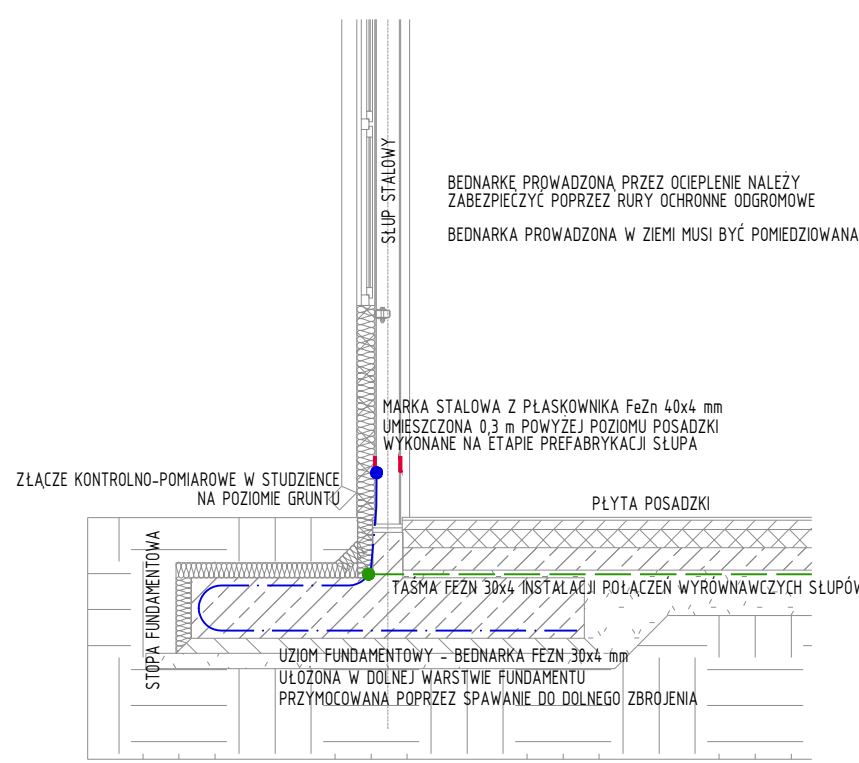 SŁUP STALOWY
BEDNARKĘ PROWADZONĄ PRZEZ OCIEPLENIE NALEŻY
ZABEZPIECZYĆ POPRZEZ RURY OCHRONNE ODGROMOWE
BEDNARKA PROWADZONA W ZIEMI MUSI BYĆ POMIEDZIOWANA
MARKA STALOWA Z PŁASKOWNIKA FeZn 40x4 mm
UMIESZCZONA 0,3 m POWYŻEJ POZIOMU POSADZKI
WYKONANE NA ETAPIE PREFABRYKACJI SŁUPA
ZŁĄCZE KONTROLNO-POMIAROWE W STUDZIENCE
NA POZIOMIE GRUNTU
PŁYTA POSADZKI
STOPA FUNDAMENTOWA
TAŚMA FEZN 30x4 INSTALACJI POŁĄCZEŃ WYRÓWNAWCZYCH SŁUPÓW
UZIOM FUNDAMENTOWY - BEDNARKA FEZN 30x4 mm
UŁOŻONA W DOLNEJ WARSTWIE FUNDAMENTU
PRZYMOCOWANA POPRZEZ SPAWANIE DO DOLNEGO ZBROJENIA